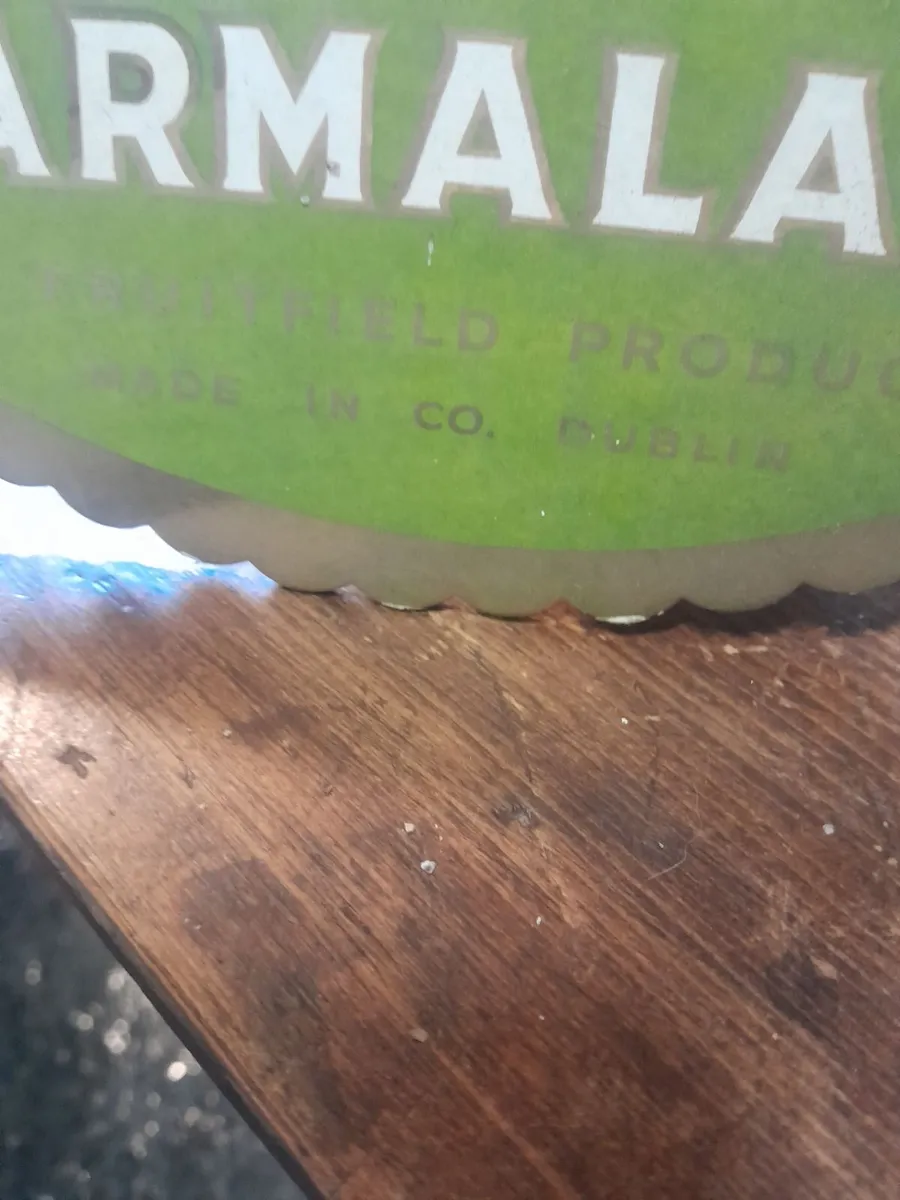 ARMALA
FRUITFIELD PRODUC
MADE IN CO. DUBLIN